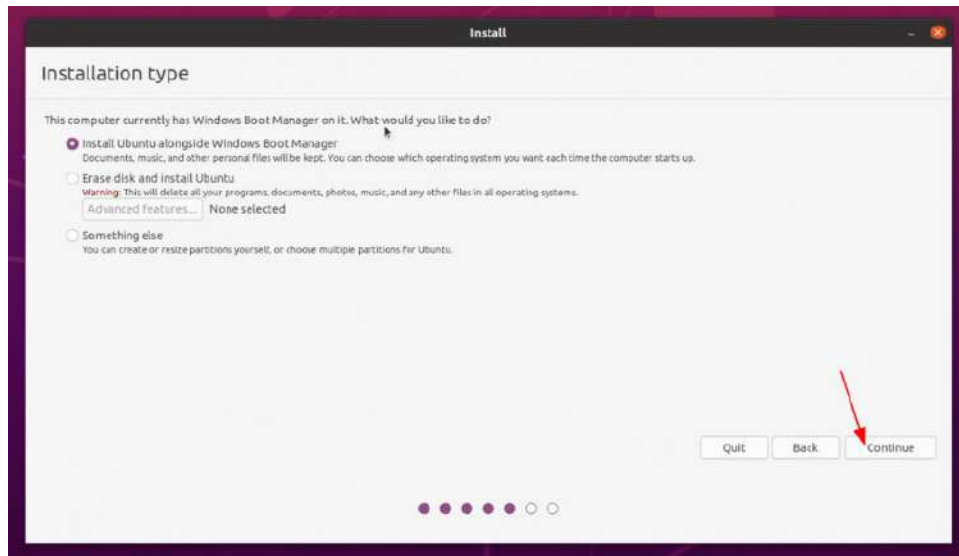 Install
Installation type
This computer currently has Windows Boot Manager on it. What would you like to do?
Install Ubuntu alongside Windows Boot Manager
Documents, music, and other personal files will be kept. You can choose which operating system you want each time the computer starts up.
Erase disk and install Ubuntu
Warning: This will delete all your programs, documents, photos, music, and any other files in all operating systems.
Advanced features... None selected
Something else
You can create or resize partitions yourself, or choose multiple partitions for Ubuntu.
Quit Back Continue